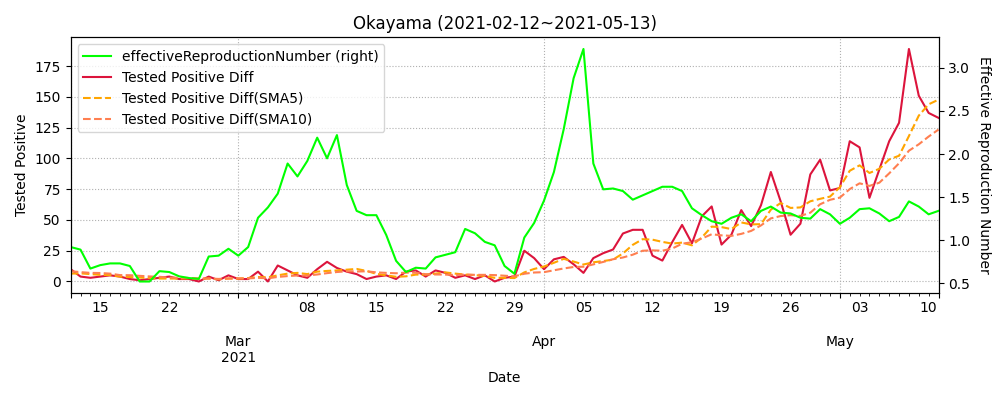 Okayama (2021-02-12~2021-05-13)
effectiveReproductionNumber (right)
Tested Positive Diff
Tested Positive Diff(SMA5)
Tested Positive Diff(SMA10)
Tested Positive
175
150
125
100
75
50
25
0
Effective Reproduction Number
3.0
2.5
2.0
1.5
1.0
0.5
15 22 08 15 22 29 05 12 19 26 03 10
Mar Apr May
2021
Date